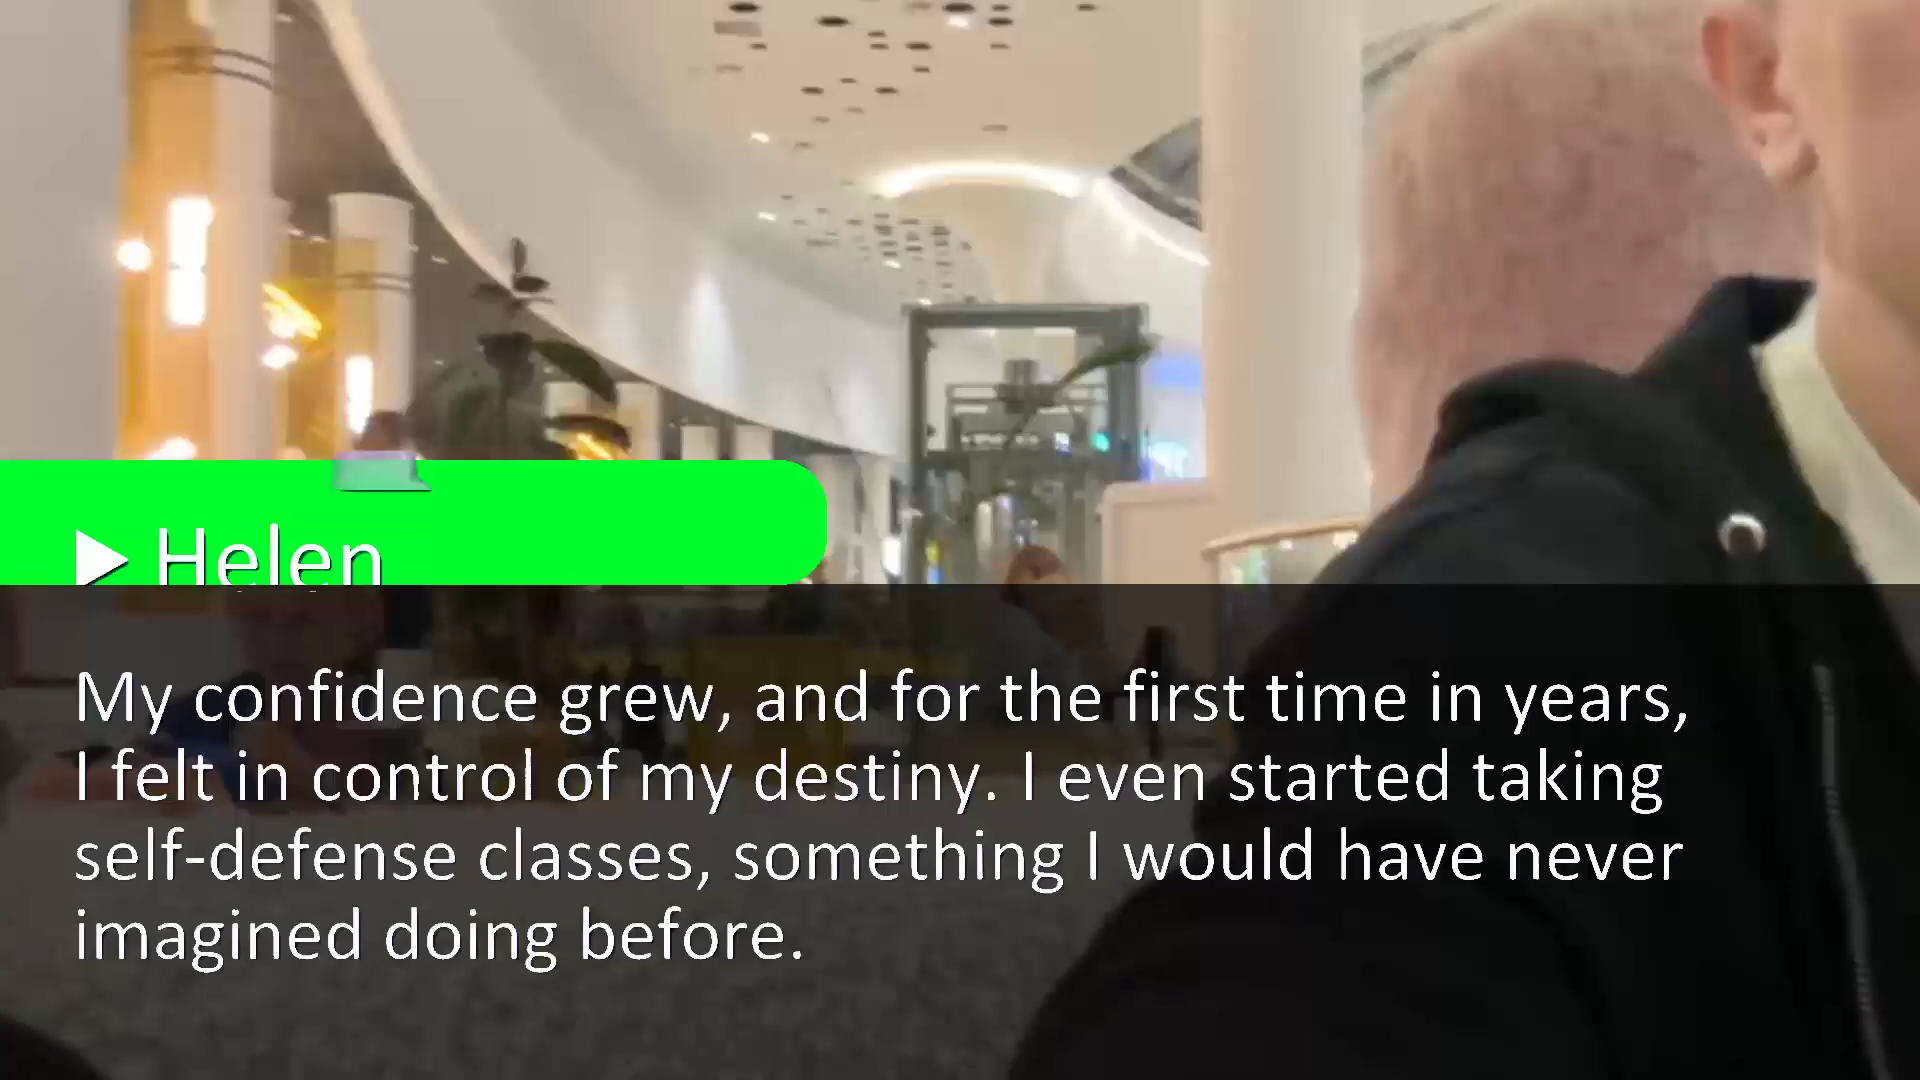 ▶ Helen
My confidence grew, and for the first time in years,
I felt in control of my destiny. I even started taking
self-defense classes, something I would have never
imagined doing before.